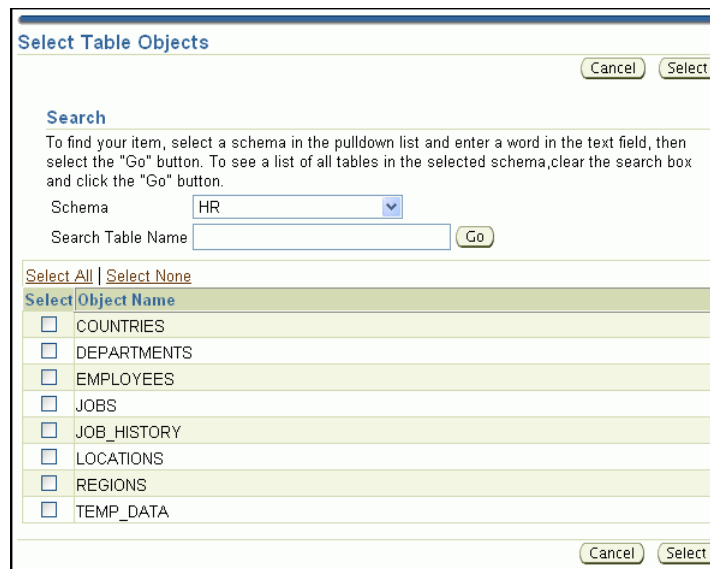 Select Table Objects
Cancel Select
Search
To find your item, select a schema in the pulldown list and enter a word in the text field, then
select the "Go" button. To see a list of all tables in the selected schema,clear the search box
and click the "Go" button.
Schema HR
Search Table Name Go
Select All | Select None
Select Object Name
COUNTRIES
DEPARTMENTS
EMPLOYEES
JOBS
JOB_HISTORY
LOCATIONS
REGIONS
TEMP_DATA
Cancel Select